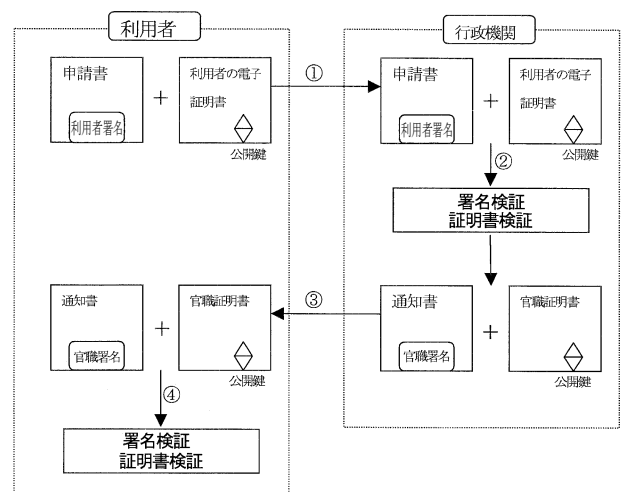 利用者
申請書
利用者署名
+
利用者の電子
証明書
公開鍵
①
行政機関
申請書
利用者署名
+
利用者の電子
証明書
公開鍵
②
署名検証
証明書検証
通知書
官職署名
+
官職証明書
公開鍵
③
通知書
官職署名
+
官職証明書
公開鍵
④
署名検証
証明書検証